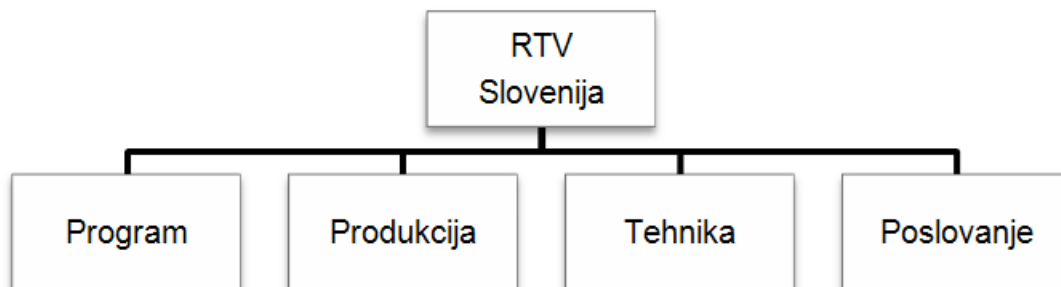 RTV
Slovenija
Program
Produkcija
Tehnika
Poslovanje